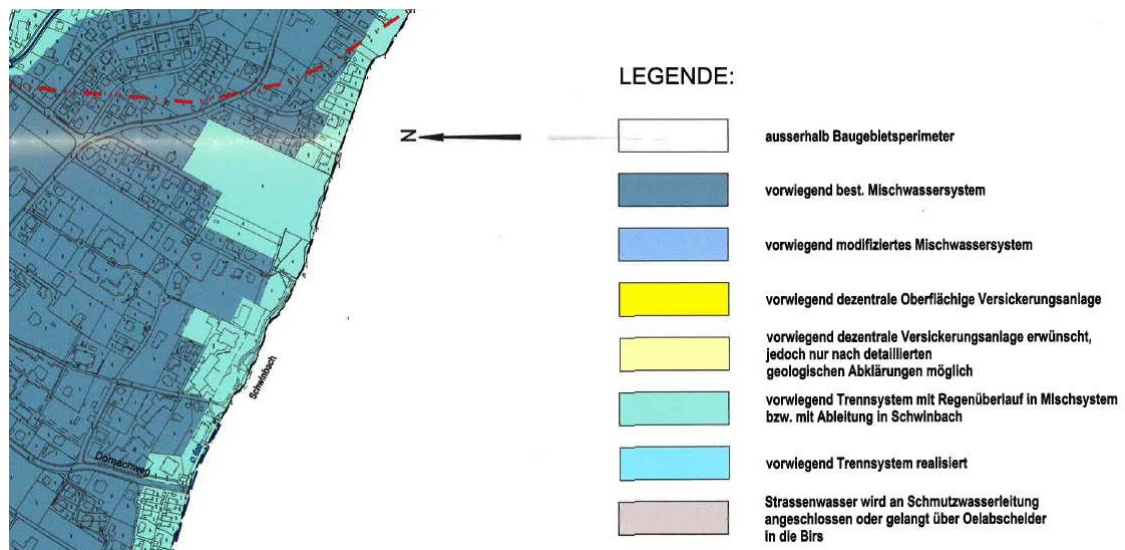 LEGENDE:
N
ausserhalb Baugebietsperimeter
vorwiegend best. Mischwassersystem
vorwiegend modifiziertes Mischwassersystem
vorwiegend dezentrale Oberflächige Versickerungsanlage
vorwiegend dezentrale Versickerungsanlage erwünscht,
jedoch nur nach detaillierten
geologischen Abklärungen möglich
vorwiegend Trennsystem mit Regenüberlauf in Mischsystem
bzw. mit Ableitung in Schwinbach
vorwiegend Trennsystem realisiert
Strassenwasser wird an Schmutzwasserleitung
angeschlossen oder gelangt über Oelabscheider
in die Birs
Schwinbach
Dornachweg